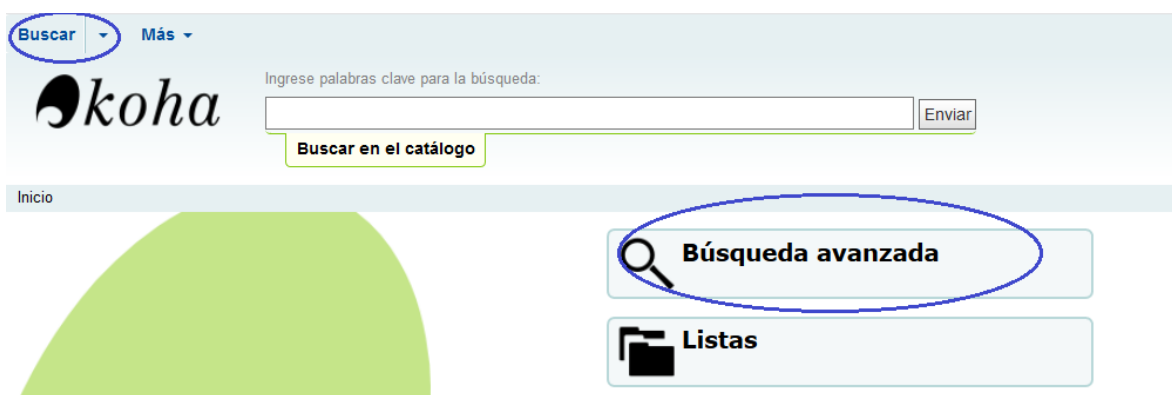 Buscar Más
koha
Ingrese palabras clave para la búsqueda:
Enviar
Buscar en el catálogo
Inicio
Búsqueda avanzada
Listas